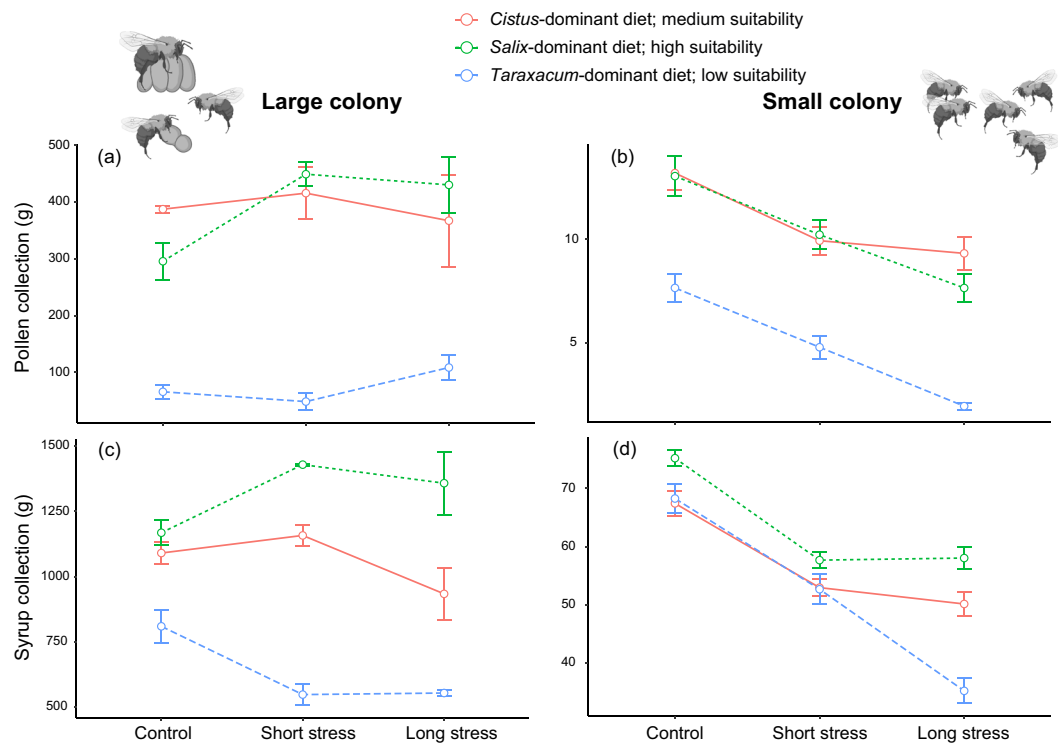 Cistus-dominant diet; medium suitability
Salix-dominant diet; high suitability
Taraxacum-dominant diet; low suitability
Large colony
Small colony
(a)
Pollen collection (g)
500
400
300
200
100
(b)
10
5
(c)
Syrup collection (g)
1500
1250
1000
750
500
(d)
70
60
50
40
Control Short stress Long stress
Control Short stress Long stress